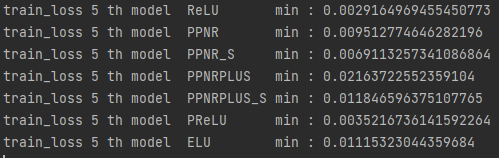 train_loss 5 th model  ReLU      min : 0.0029164969455450773
train_loss 5 th model  PPNR      min : 0.009512774646282196
train_loss 5 th model  PPNR_S    min : 0.0069113257341086864
train_loss 5 th model  PPNRPLUS  min : 0.02163722552359104
train_loss 5 th model  PPNRPLUS_S min : 0.011846596375107765
train_loss 5 th model  PReLU     min : 0.0035216736141592264
train_loss 5 th model  ELU       min : 0.01115323044359684